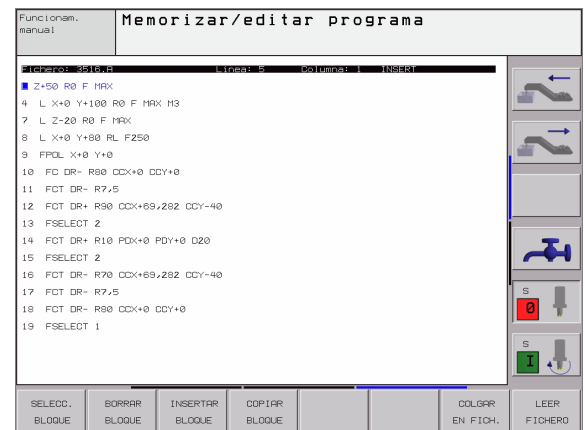 Funcionam.
manual
Memorizar/editar programa
Fichero: 3516.A Línea: 5 Columna: 1 INSERT
Z+50 R0 F MAX
4 L X+0 Y+100 R0 F MAX M3
7 L Z-20 R0 F MAX
8 L X+0 Y+80 RL F250
9 FPOL X+0 Y+0
10 FC DR- R80 CCX+0 CCY+0
11 FCT DR- R7,5
12 FCT DR+ R90 CCX+69,282 CCY-40
13 FSELECT 2
14 FCT DR+ R10 PDX+0 PDY+0 D20
15 FSELECT 2
16 FCT DR- R70 CCX+69,282 CCY-40
17 FCT DR- R7,5
18 FCT DR- R80 CCX+0 CCY+0
19 FSELECT 1
S
0
S
I
SELECC. BLOQUE
BORRAR BLOQUE
INSERTAR BLOQUE
COPIAR BLOQUE
COLGAR EN FICH.
LEER FICHERO